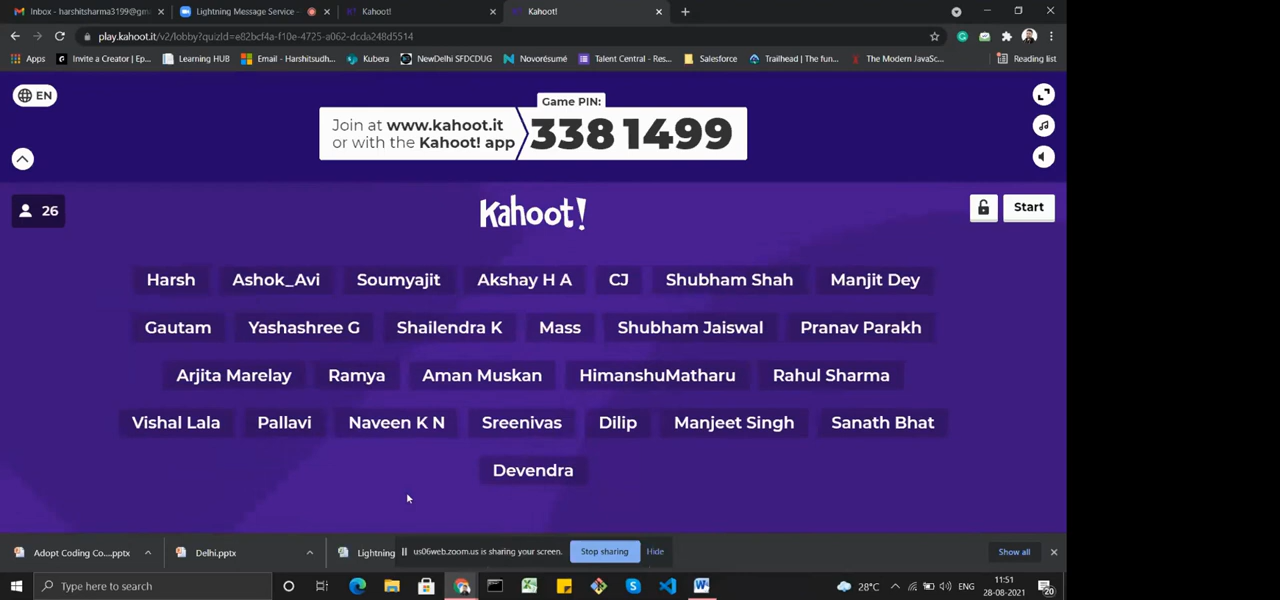 Inbox - harshitsharma3199@gm
Lightning Message Service -
Kahoot!
Kahoot!
play.kahoot.it/v2/lobby?quizId=e82bcf4a-f10e-4725-a062-dcda248d5514
Apps
Invite a Creator | Ep...
Learning HUB
Email - Harshitsudh...
Kubera
NewDelhi SFDCDUG
Novorésumé
Talent Central - Res...
Salesforce
Trailhead | The fun...
The Modern JavaSc...
Reading list
EN
Game PIN:
Join at www.kahoot.it
or with the Kahoot! app
338 1499
26
Kahoot!
Start
Harsh Ashok_Avi Soumyajit Akshay H A CJ Shubham Shah Manjit Dey
Gautam Yashashree G Shailendra K Mass Shubham Jaiswal Pranav Parakh
Arjita Marelay Ramya Aman Muskan HimanshuMatharu Rahul Sharma
Vishal Lala Pallavi Naveen K N Sreenivas Dilip Manjeet Singh Sanath Bhat
Devendra
Adopt Coding Co....pptx
Delhi.pptx
Lightning
us06web.zoom.us is sharing your screen.
Stop sharing
Hide
Show all
Type here to search
28°C
ENG
11:51
28-08-2021
20